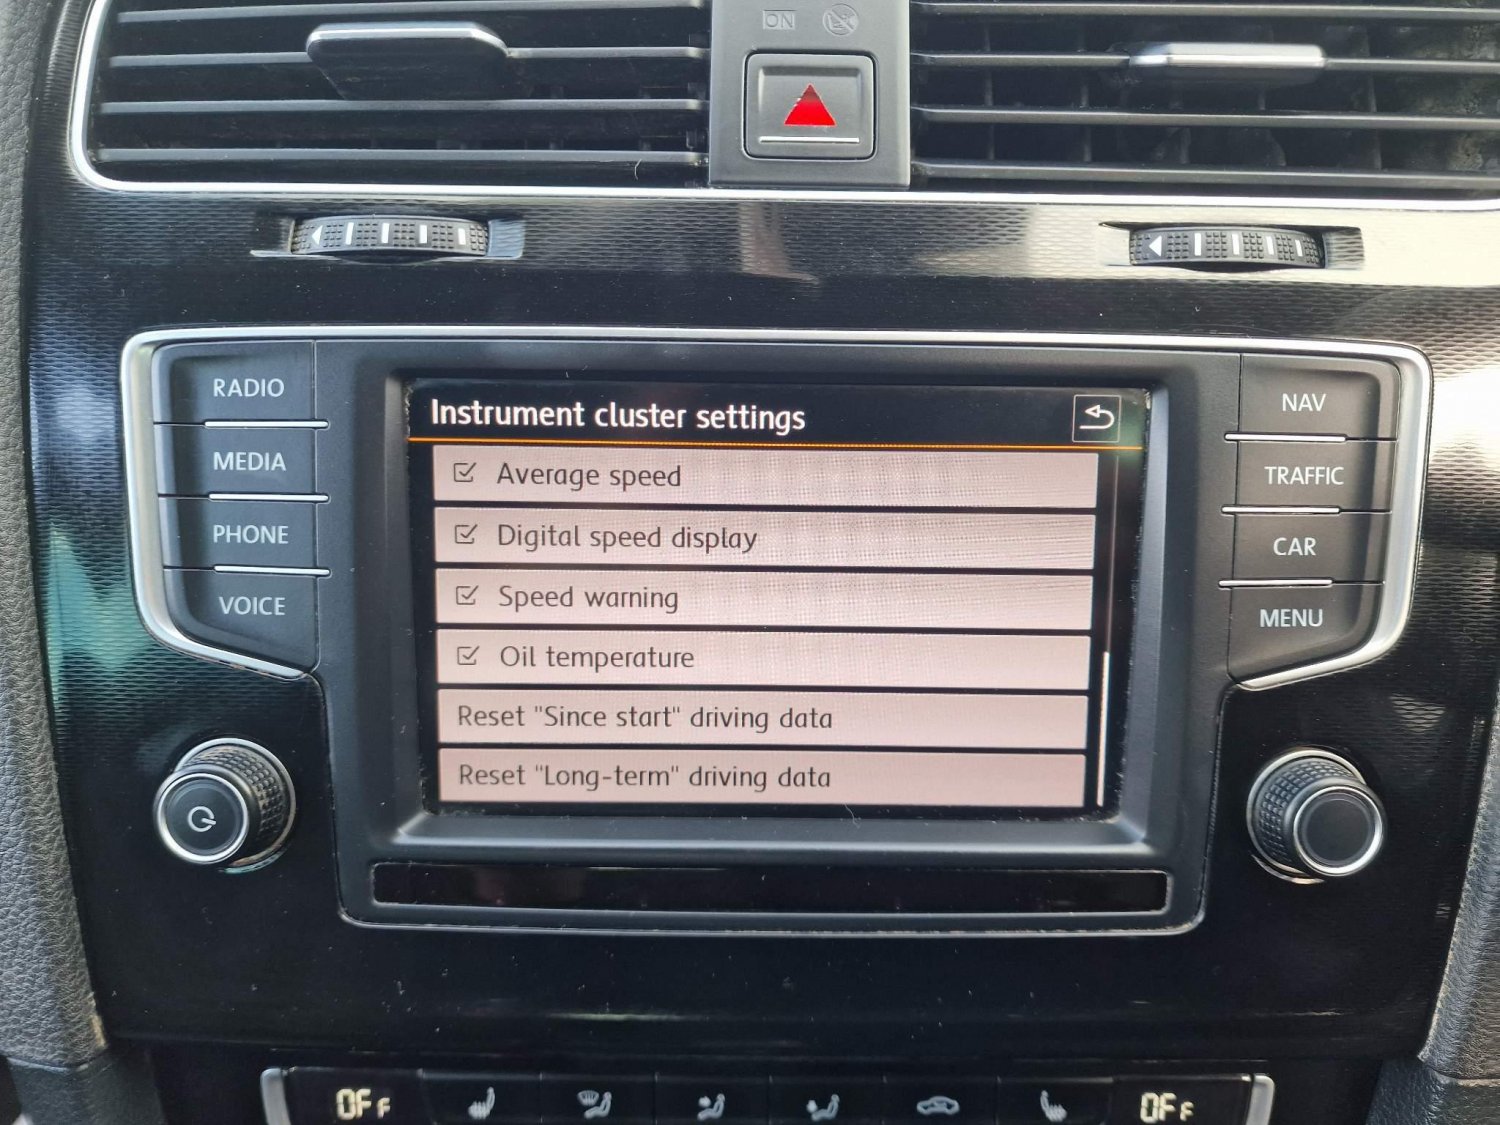 ON
RADIO
MEDIA
PHONE
VOICE
Instrument cluster settings
Average speed
Digital speed display
Speed warning
Oil temperature
Reset "Since start" driving data
Reset "Long-term" driving data
NAV
TRAFFIC
CAR
MENU
OFF
OFF